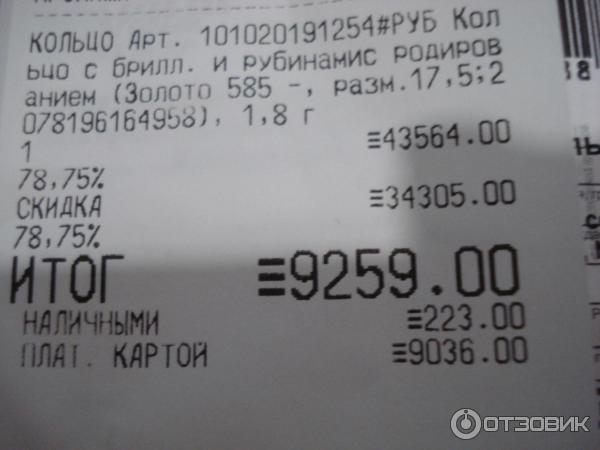 КОЛЬЦО Арт. 101020191254#РУБ Кол
ьцо с брилл. и рубинамис родиров
анием (Золото 585 -, разм.17,5;2
078196164958), 1,8 г
1 ≡43564.00
78,75%
СКИДКА ≡34305.00
78,75%
ИТОГ ≡9259.00
НАЛИЧНЫМИ ≡223.00
ПЛАТ. КАРТОЙ ≡9036.00
ОТЗОВИК